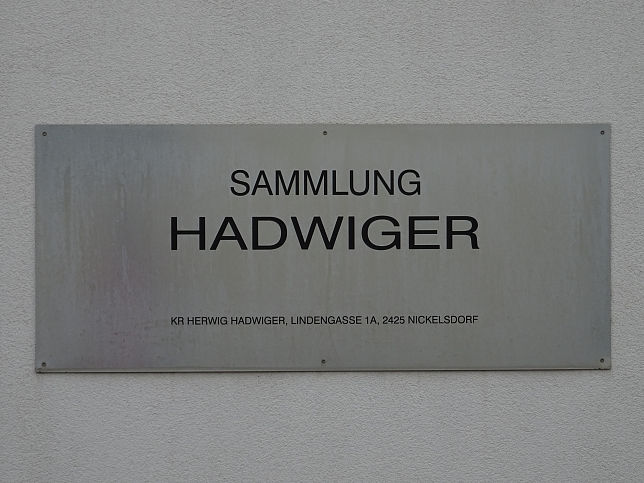 SAMMLUNG
HADWIGER
KR HERWIG HADWIGER, LINDENGASSE 1A, 2425 NICKELSDORF